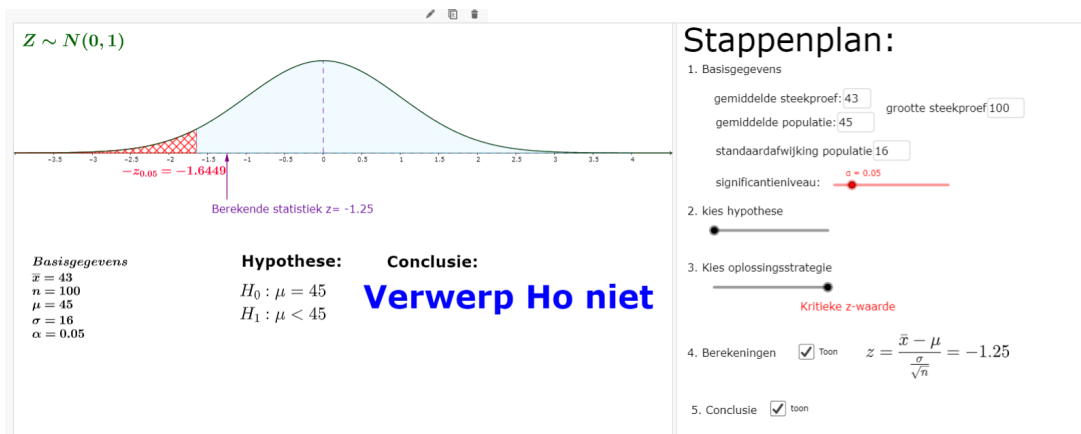 Z ∼ N(0, 1)
-3.5 -3 -2.5 -2 -1.5 -1 -0.5 0 0.5 1 1.5 2 2.5 3 3.5 4
−z0.05 = −1.6449
Berekende statistiek z= -1.25
Basisgegevens
x̅ = 43
n = 100
μ = 45
σ = 16
α = 0.05
Hypothese:
H0 : μ = 45
H1 : μ < 45
Conclusie:
Verwerp Ho niet
Stappenplan:
1. Basisgegevens
gemiddelde steekproef: 43
grootte steekproef 100
gemiddelde populatie: 45
standaardafwijking populatie 16
significantieniveau:
α = 0.05
2. kies hypothese
3. Kies oplossingsstrategie
Kritieke z-waarde
4. Berekeningen Toon z = (x̅ − μ) / (σ / √n) = −1.25
5. Conclusie toon